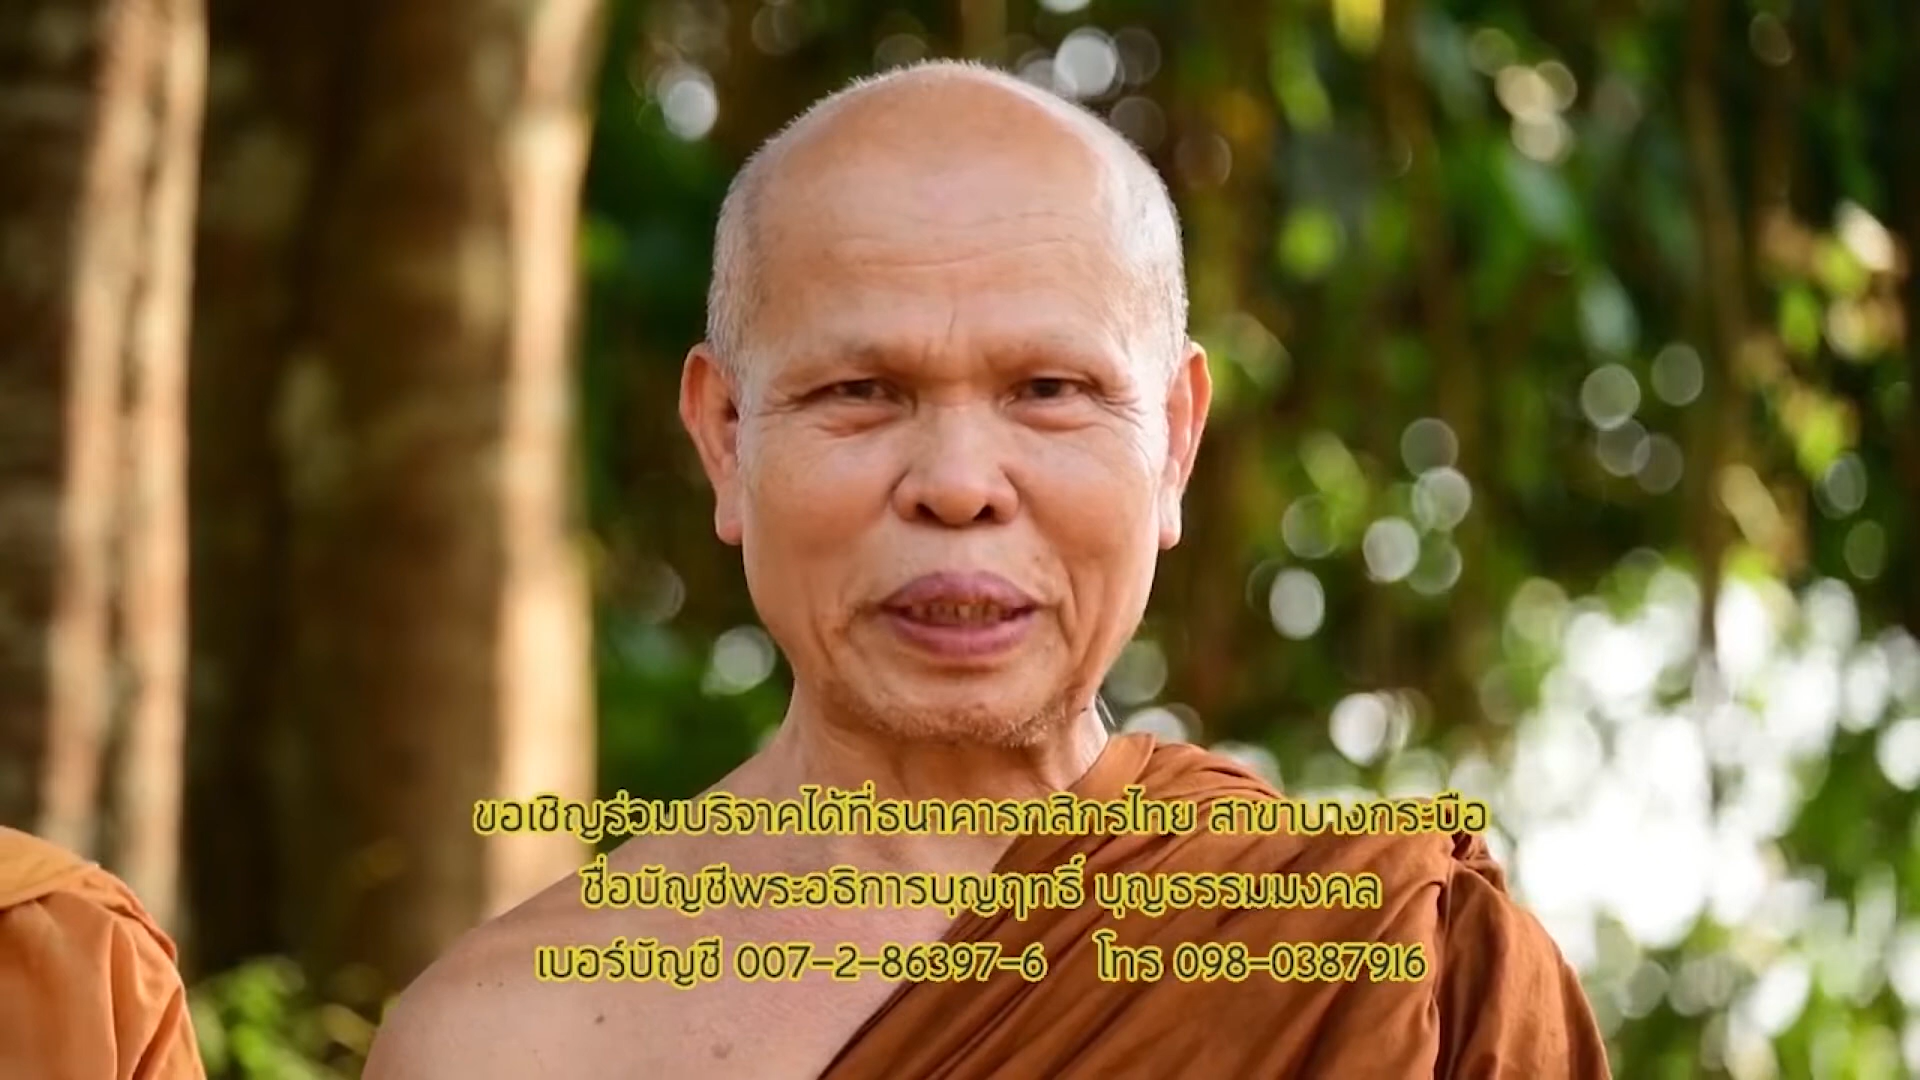 ขอเชิญร่วมบริจาคได้ที่ธนาคารกสิกรไทย สาขาบางกระบือ
ชื่อบัญชีพระอธิการบุญฤทธิ์ บุญธรรมมงคล
เบอร์บัญชี 007-2-86397-6 โทร 098-0387916